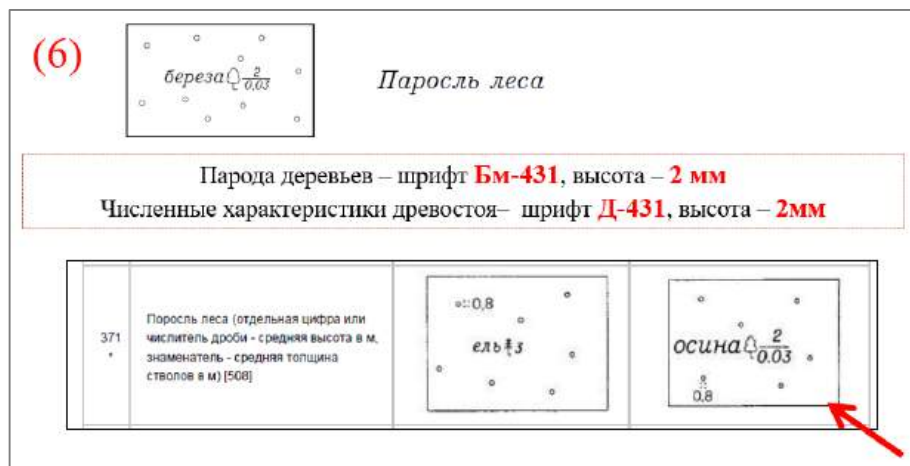 (6)
береза 2
0,03
Паросль леса
Парода деревьев – шрифт Бм-431, высота – 2 мм
Численные характеристики древостоя– шрифт Д-431, высота – 2мм
371
*
Поросль леса (отдельная цифра или
числитель дроби - средняя высота в м,
знаменатель - средняя толщина
стволов в м) [508]
0,8
ель 3
осина 2
0.03
0,8